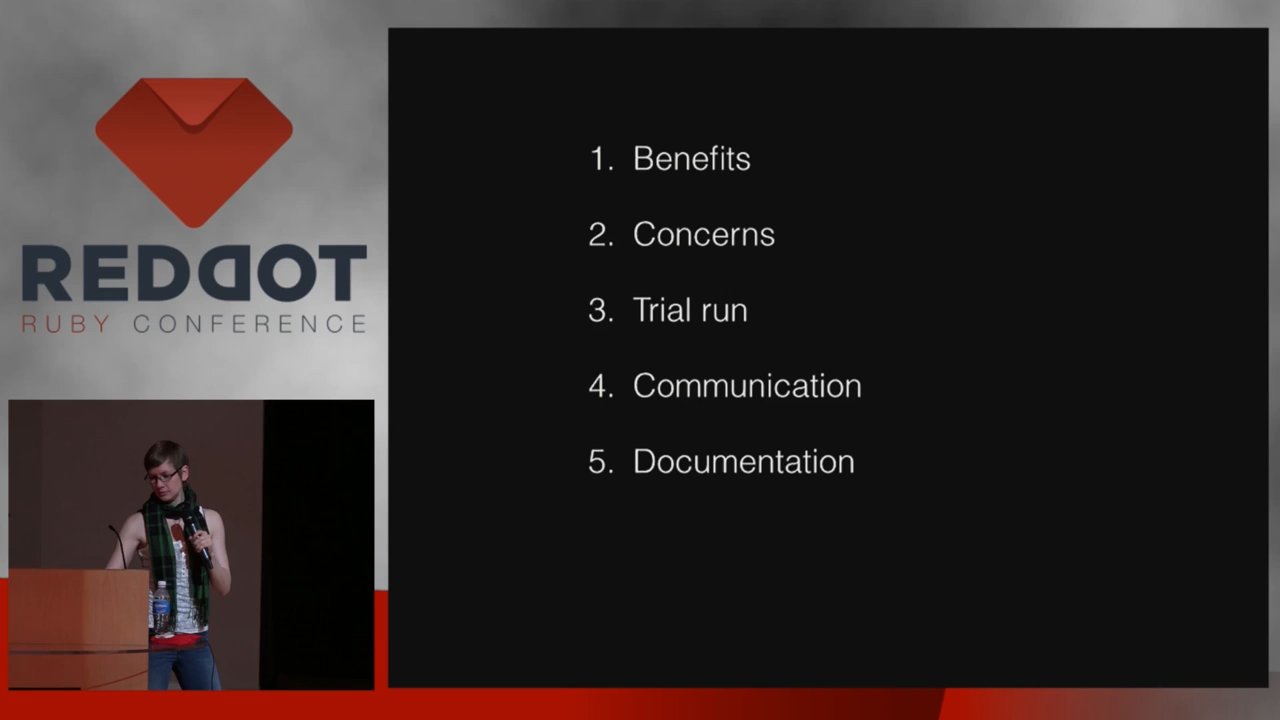 REDDOT
RUBY CONFERENCE
1. Benefits
2. Concerns
3. Trial run
4. Communication
5. Documentation